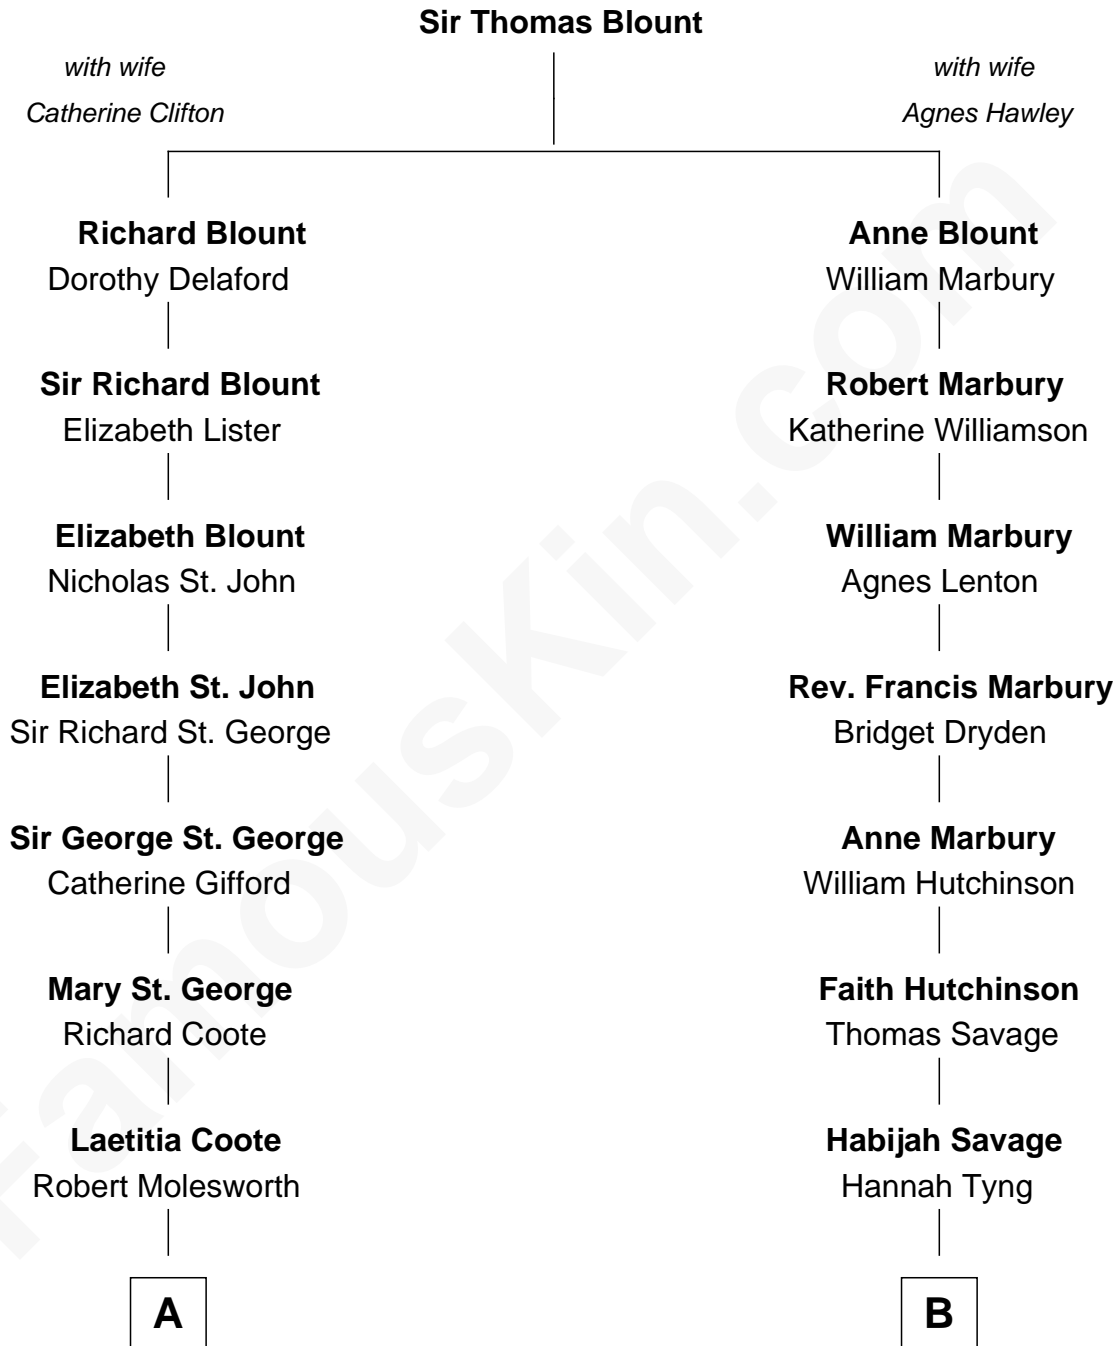 Sir Thomas Blount
with wife
Catherine Clifton
with wife
Agnes Hawley
Richard Blount
Dorothy Delaford
Anne Blount
William Marbury
Sir Richard Blount
Elizabeth Lister
Robert Marbury
Katherine Williamson
Elizabeth Blount
Nicholas St. John
William Marbury
Agnes Lenton
Elizabeth St. John
Sir Richard St. George
Rev. Francis Marbury
Bridget Dryden
Sir George St. George
Catherine Gifford
Anne Marbury
William Hutchinson
Mary St. George
Richard Coote
Faith Hutchinson
Thomas Savage
Laetitia Coote
Robert Molesworth
Habijah Savage
Hannah Tyng
A
B
FamousKin.com